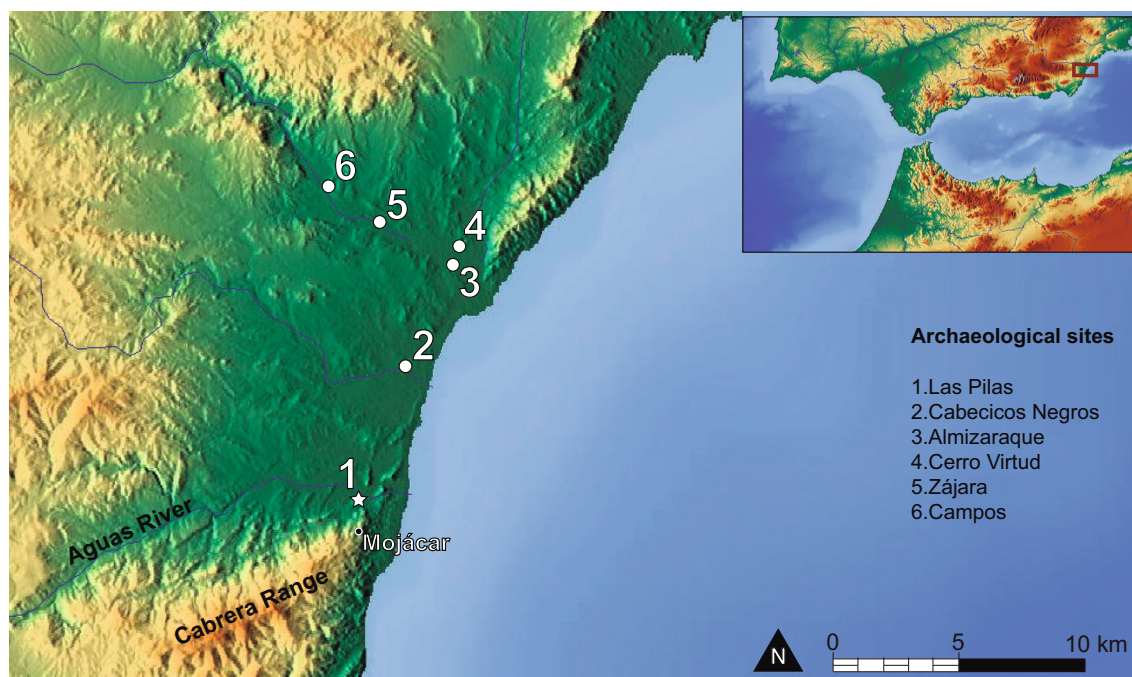 6
5
4
3
2
1
Aguas River
Mojácar
Cabrera Range
Archaeological sites
1.Las Pilas
2.Cabecicos Negros
3.Almizaraque
4.Cerro Virtud
5.Zájara
6.Campos
N
0 5 10 km